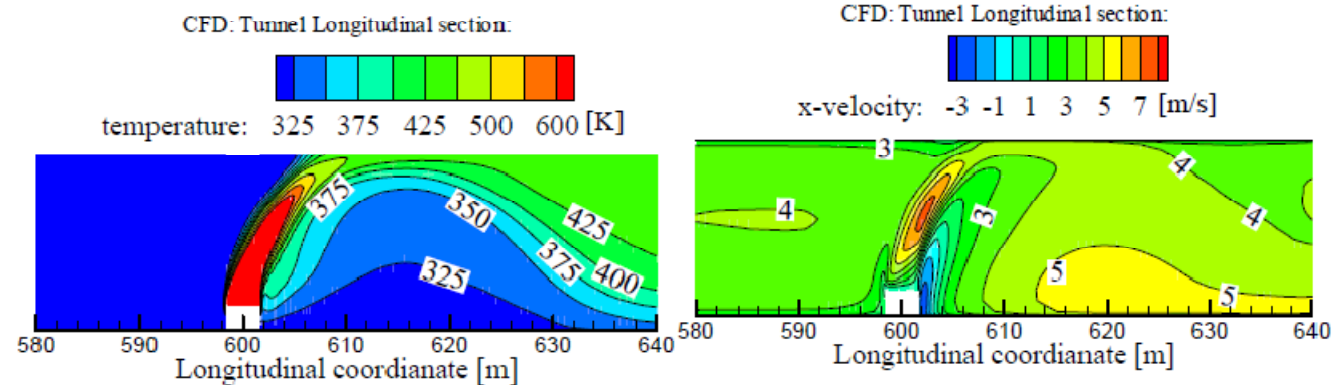 CFD: Tunnel Longitudinal section:
temperature: 325 375 425 500 600 [K]
375
350
425
325
375
400
580 590 600 610 620 630 640
Longitudinal coordianate [m]
CFD: Tunnel Longitudinal section:
x-velocity: -3 -1 1 3 5 7 [m/s]
3
4
4
3
4
5
5
580 590 600 610 620 630 640
Longitudinal coordianate [m]